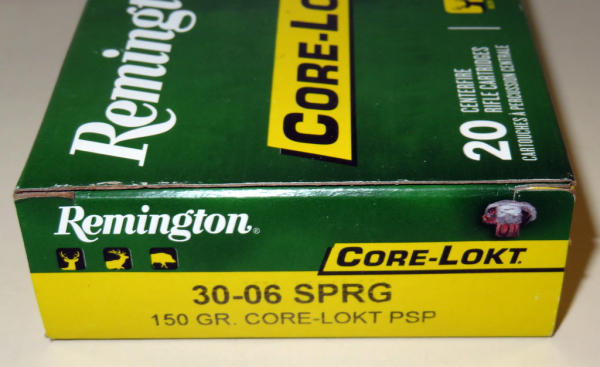 Remington
CORE-LO
20 CENTERFIRE
RIFLE CARTRIDGES
CARTOUCHES À PERCUSSION CENTRALE
Remington®
CORE-LOKT.
30-06 SPRG
150 GR. CORE-LOKT PSP